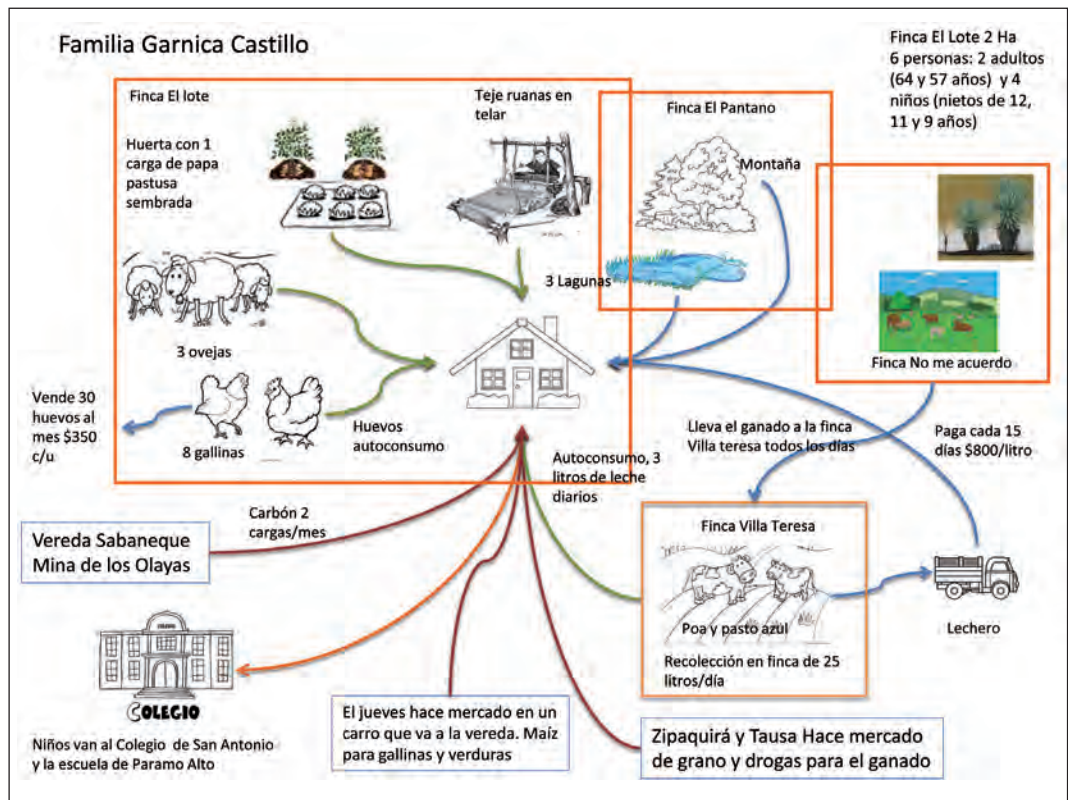 Familia Garnica Castillo
Finca El Lote 2 Ha
6 personas: 2 adultos
(64 y 57 años) y 4
niños (nietos de 12,
11 y 9 años)
Finca El lote
Huerta con 1
carga de papa
pastusa
sembrada
Teje ruanas en
telar
Finca El Pantano
Montaña
3 Lagunas
3 ovejas
Vende 30
huevos al
mes $350
c/u
8 gallinas
Huevos
autoconsumo
Finca No me acuerdo
Lleva el ganado a la finca
Villa teresa todos los días
Paga cada 15
días $800/litro
Autoconsumo, 3
litros de leche
diarios
Carbón 2
cargas/mes
Vereda Sabaneque
Mina de los Olayas
Finca Villa Teresa
Poa y pasto azul
Recolección en finca de 25
litros/día
Lechero
COLEGIO
Niños van al Colegio de San Antonio
y la escuela de Paramo Alto
El jueves hace mercado en un
carro que va a la vereda. Maíz
para gallinas y verduras
Zipaquirá y Tausa Hace mercado
de grano y drogas para el ganado